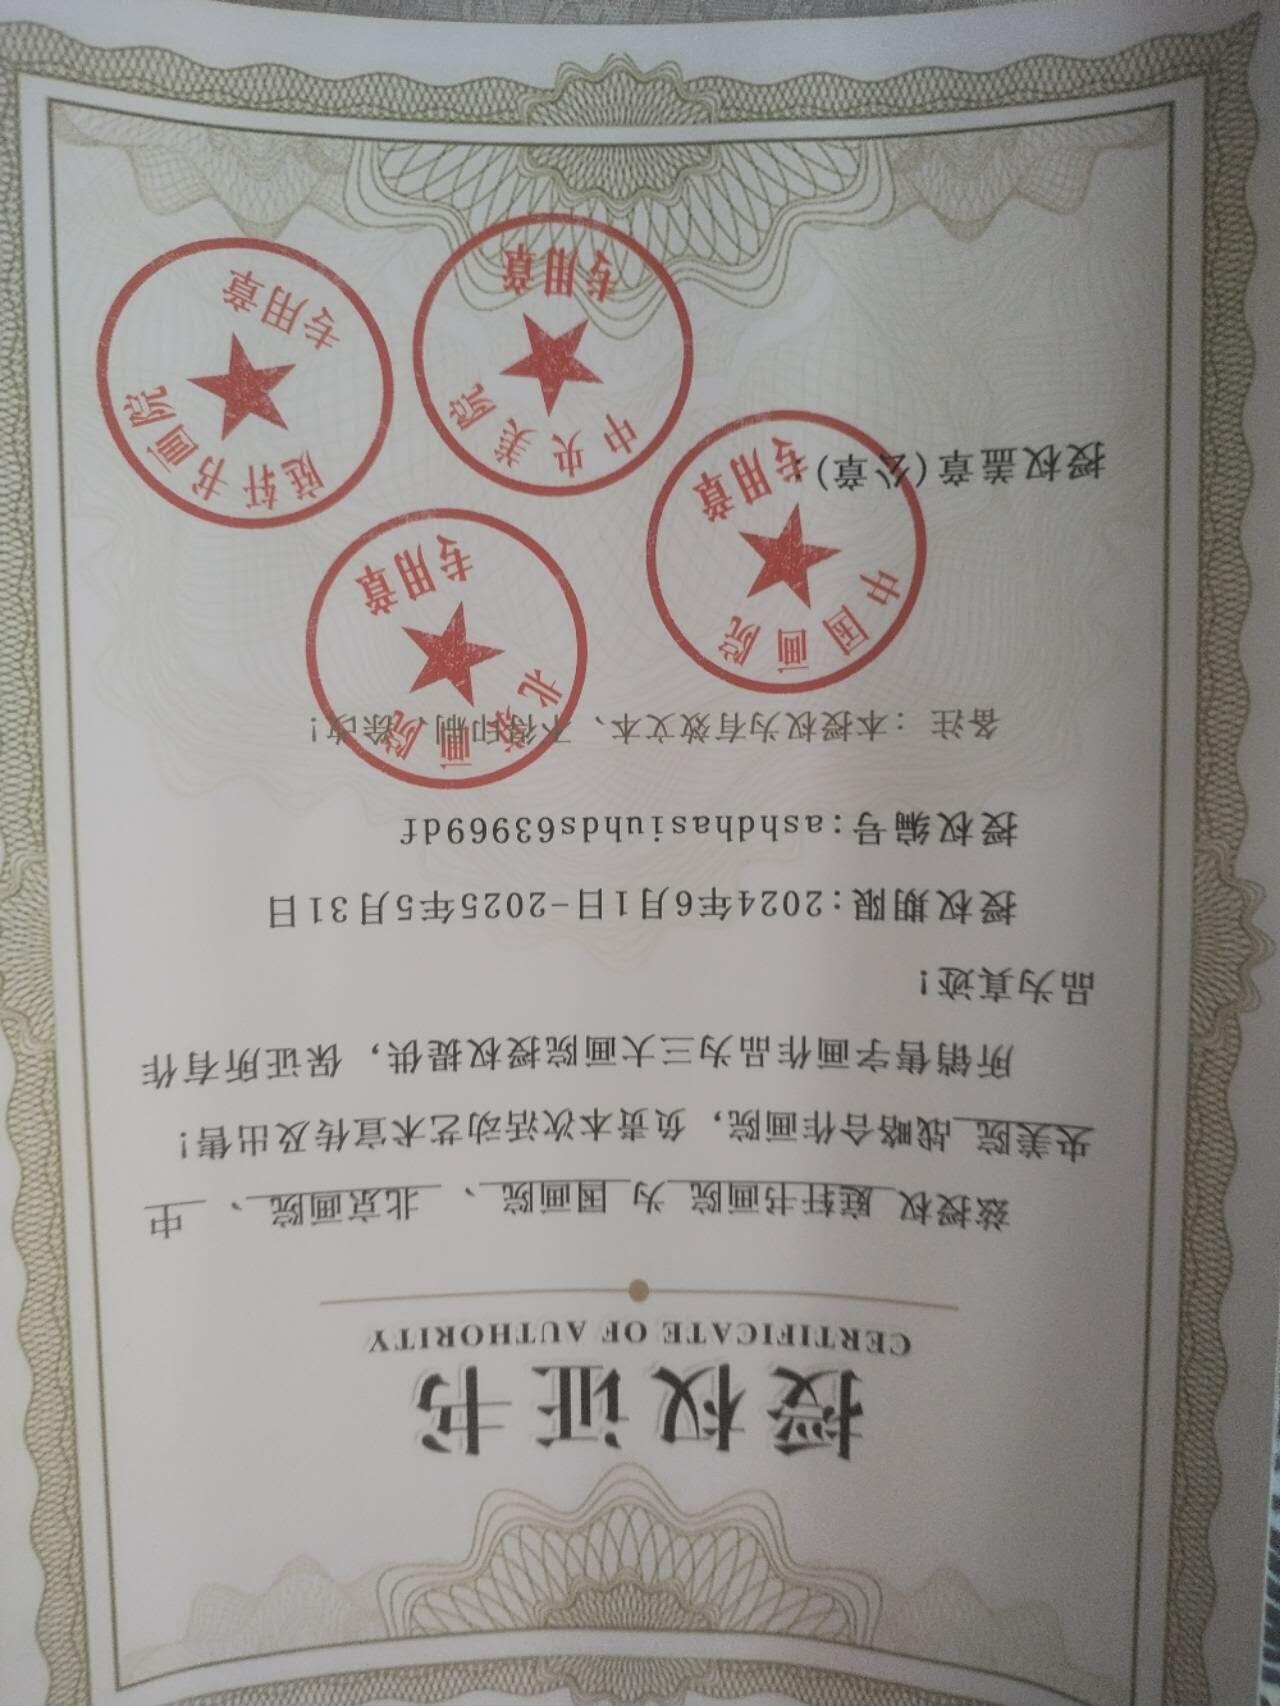 授权证书
CERTIFICATE OF AUTHORITY
兹授权 庭轩书画院 为 国画院、 北京画院 、 中
央美院 战略合作画院，负责本次活动艺术宣传及出售！
所销售字画作品为三大画院授权提供，保证所有作
品为真迹！
授权期限:2024年6月1日-2025年5月31日
授权编号:ashdhasiuhds63969df
备注：本授权为有效文本、不得印刷、涂改！
北京画院
专用章
中国画院
专用章
授权盖章(公章)：
中央美院
专用章
庭轩书画院
专用章